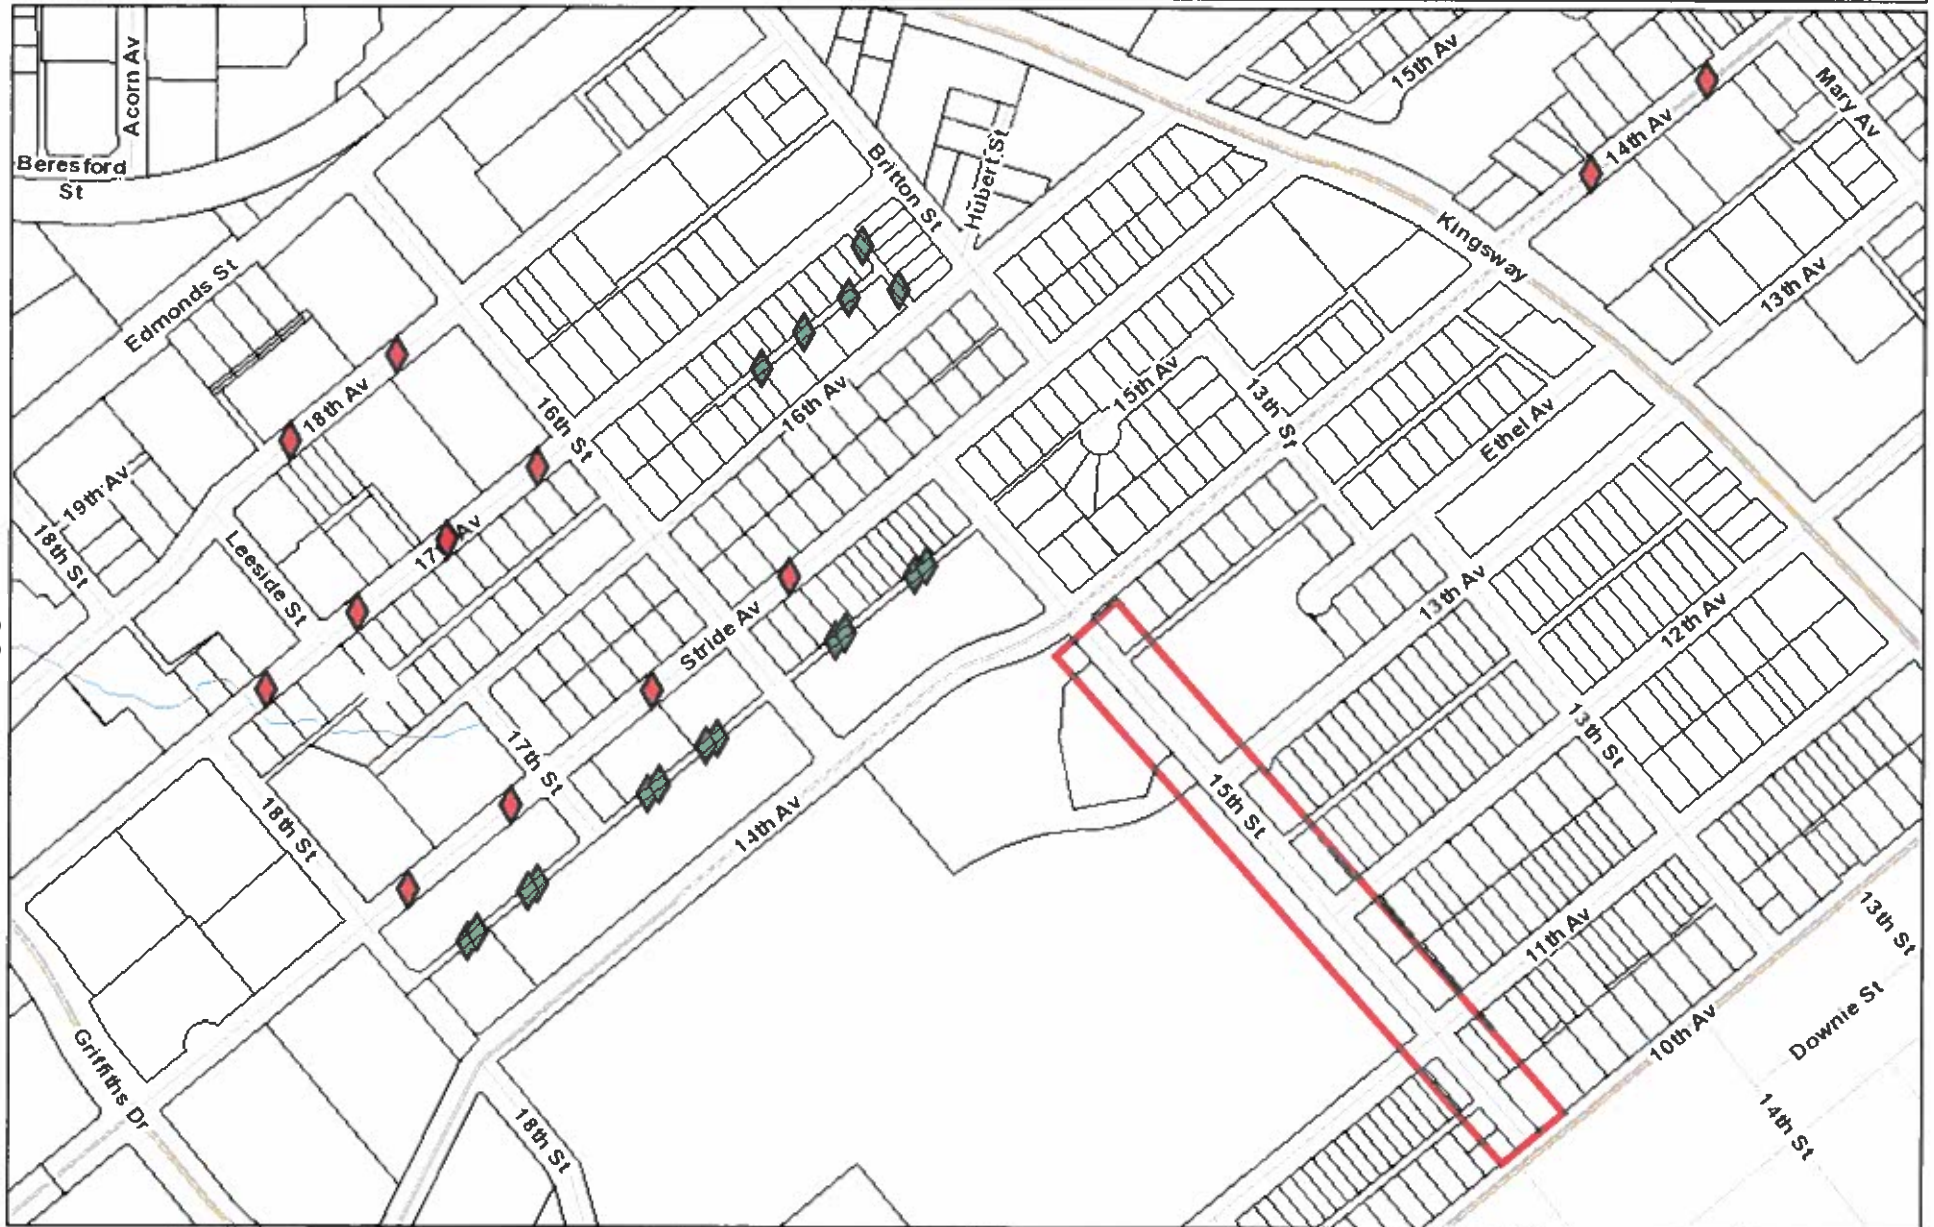 Acorn Av
Beresford
St
Edmonds St
Britton St
Hubert St
15th Av
14th Av
Mary Av
Kingsway
13th Av
18th Av
16th St
16th Av
15th Av
13th St
Ethel Av
19th Av
18th St
Leeside St
17 Av
Stride Av
13th Av
12th Av
17th St
13th St
18th St
14th Av
15th St
11th Av
13th St
Downie St
10th Av
14th St
Griffiths Dr
18th St